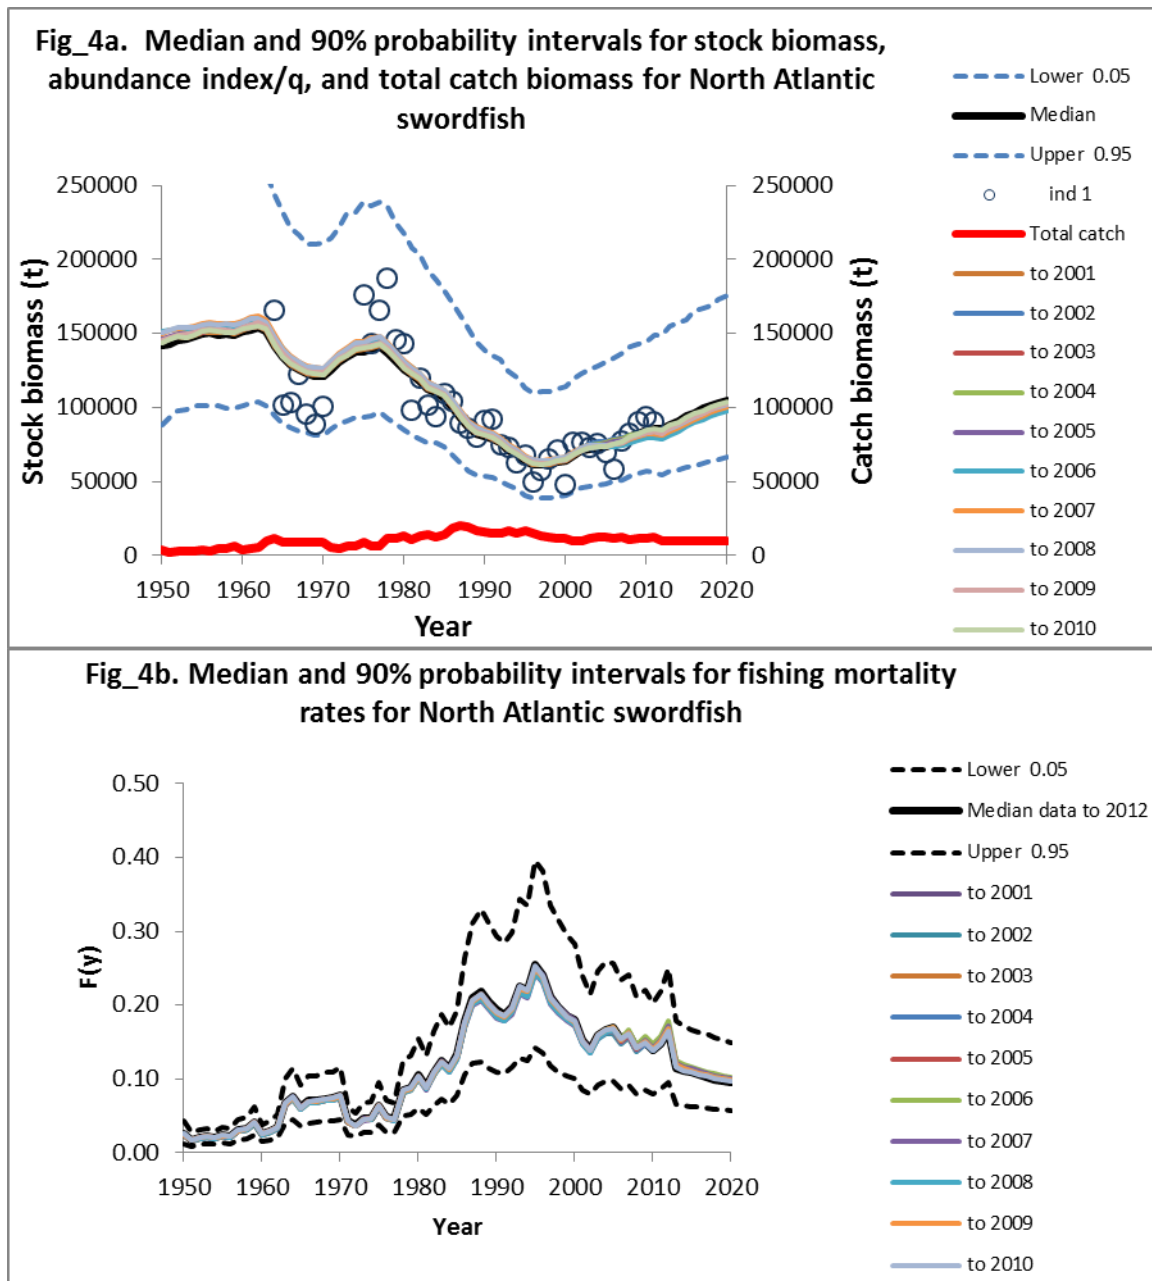 Fig_4a.  Median and 90% probability intervals for stock biomass,
abundance index/q, and total catch biomass for North Atlantic
swordfish
Lower 0.05
Median
Upper 0.95
ind 1
Total catch
to 2001
to 2002
to 2003
to 2004
to 2005
to 2006
to 2007
to 2008
to 2009
to 2010
Stock biomass (t)
250000
200000
150000
100000
50000
0
250000
200000
150000
100000
50000
0
Catch biomass (t)
1950 1960 1970 1980 1990 2000 2010 2020
Year
Fig_4b. Median and 90% probability intervals for fishing mortality
rates for North Atlantic swordfish
Lower 0.05
Median data to 2012
Upper 0.95
to 2001
to 2002
to 2003
to 2004
to 2005
to 2006
to 2007
to 2008
to 2009
to 2010
F(y)
0.50
0.40
0.30
0.20
0.10
0.00
1950 1960 1970 1980 1990 2000 2010 2020
Year